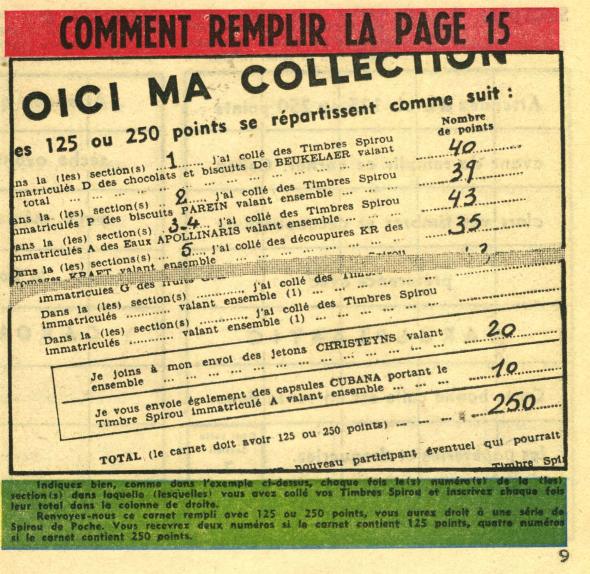 COMMENT REMPLIR LA PAGE 15
OICI MA COLLECTION
es 125 ou 250 points se répartissent comme suit :
Nombre
de points
ans la (les) section(s) 1 j'ai collé des Timbres Spirou
matriculés D des chocolats et biscuits De BEUKELAER valant
total ... 40
ans la (les) section(s) 2 j'ai collé des Timbres Spirou
matriculés P des biscuits PAREIN valant ensemble ... 39
ans la (les) section(s) 3-4 j'ai collé des Timbres Spirou
mmatriculés A des Eaux APOLLINARIS valant ensemble ... 43
Dans la (les) sections(s) 5 j'ai collé des découpures KR des
romages KRAFT valant ensemble 35
immatriculés G des fruits
Dans la (les) section(s) ......... j'ai collé des
immatriculés ......... valant ensemble (1) ...
Dans la (les) section(s) ......... j'ai collé des Timbres Spirou
immatriculés ......... valant ensemble (1) ...
Je joins à mon envoi des jetons CHRISTEYNS valant
ensemble ... 20
Je vous envoie également des capsules CUBANA portant le
Timbre Spirou immatriculé A valant ensemble ... 10
TOTAL (le carnet doit avoir 125 ou 250 points) ... 250
nouveau participant éventuel qui pourrait
Timbre Spi
Indiquez bien, comme dans l'exemple ci-dessus, chaque fois le(s) numéro(s) de la (les)
section(s) dans laquelle (lesquelles) vous avez collé vos Timbres Spirou et inscrivez chaque fois
leur total dans la colonne de droite.
Renvoyez-nous ce carnet rempli avec 125 ou 250 points, vous aurez droit à une série de
Spirou de Poche. Vous recevrez deux numéros si le carnet contient 125 points, quatre numéros
si le carnet contient 250 points.
9